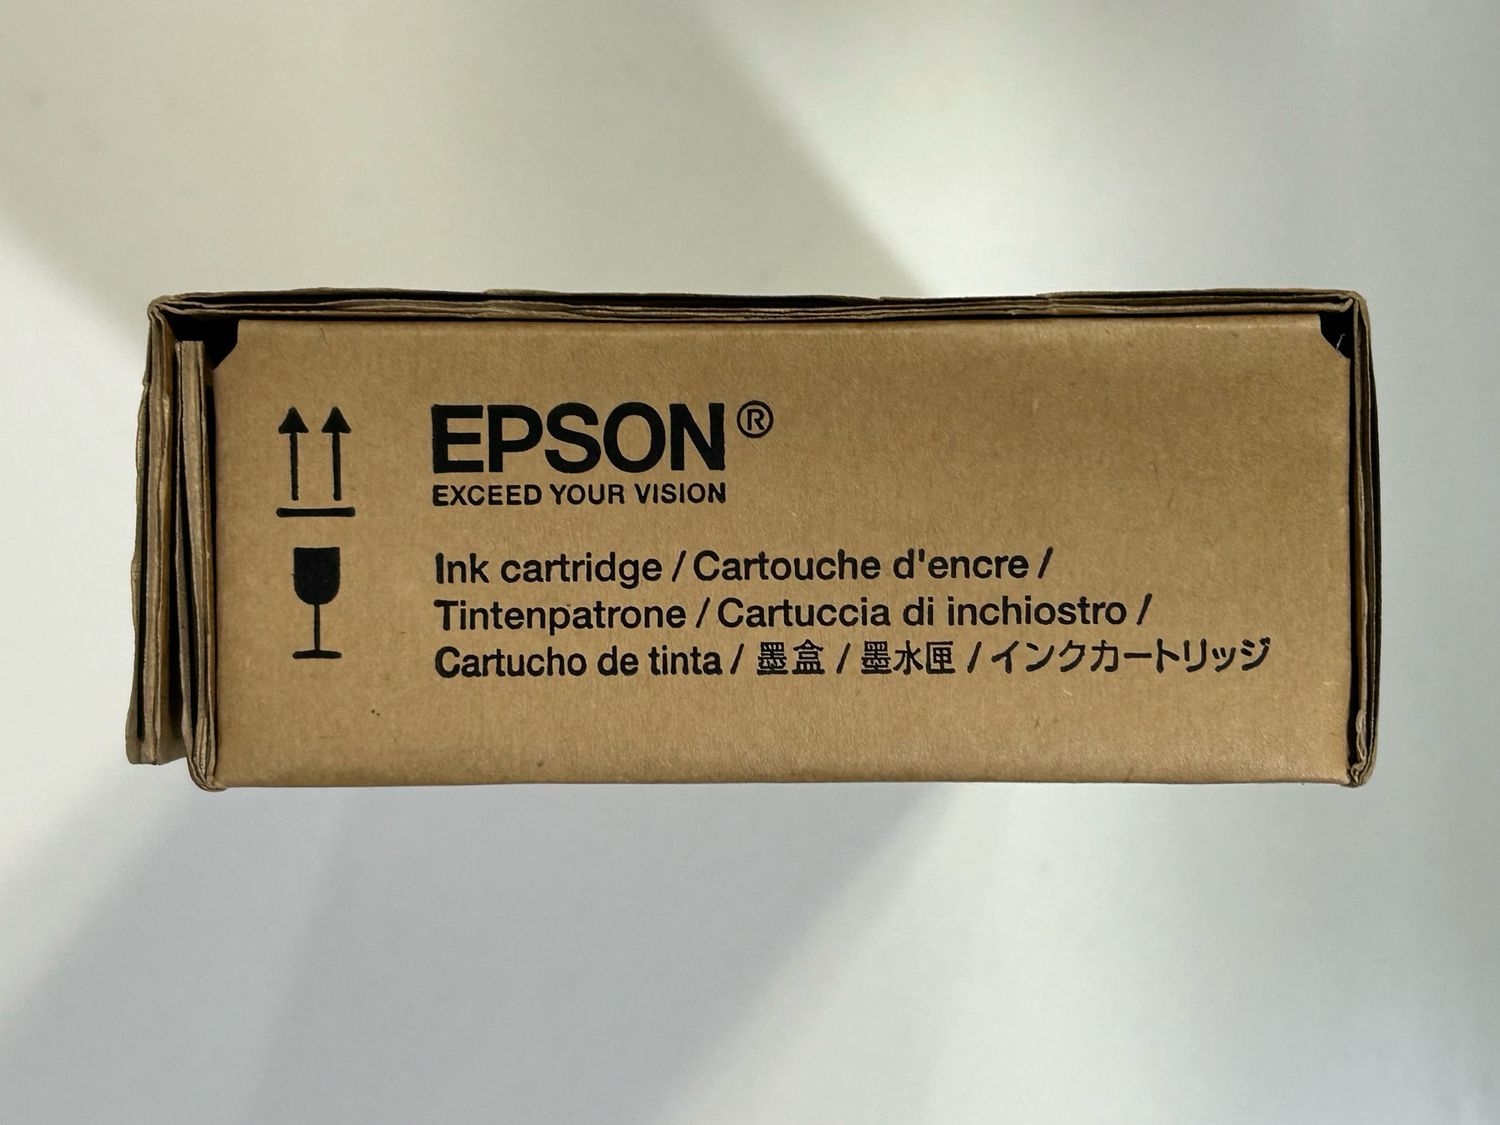 EPSON®
EXCEED YOUR VISION
Ink cartridge / Cartouche d'encre /
Tintenpatrone / Cartuccia di inchiostro /
Cartucho de tinta / 墨盒 / 墨水匣 / インクカートリッジ